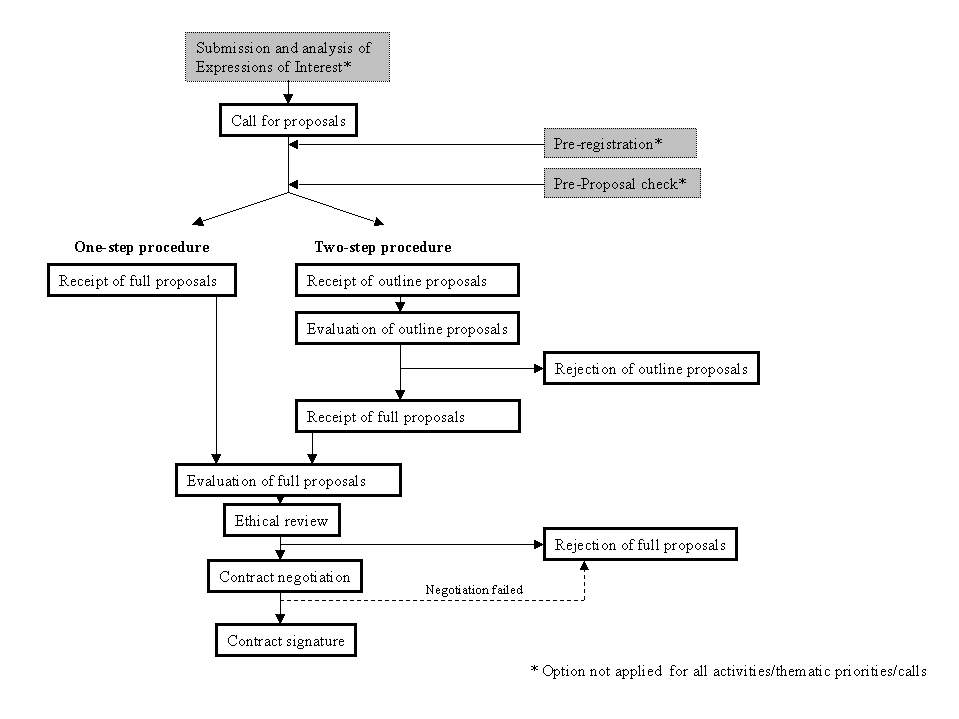 Submission and analysis of
Expressions of Interest*
Call for proposals
Pre-registration*
Pre-Proposal check*
One-step procedure
Two-step procedure
Receipt of full proposals
Receipt of outline proposals
Evaluation of outline proposals
Rejection of outline proposals
Receipt of full proposals
Evaluation of full proposals
Ethical review
Rejection of full proposals
Contract negotiation
Negotiation failed
Contract signature
* Option not applied for all activities/thematic priorities/calls